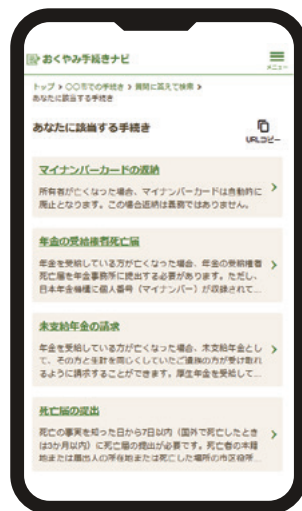 おくやみ手続きナビ
メニュー
トップ > 〇〇市での手続き > 質問に答えて検索 >
あなたに該当する手続き
あなたに該当する手続き
URLコピー
マイナンバーカードの返納
所有者が亡くなった場合、マイナンバーカードは自動的に
廃止となります。この場合返納は義務ではありません。
年金の受給権者死亡届
年金を受給している方が亡くなった場合、年金の受給権者
死亡届を年金事務所に提出する必要があります。ただし、
日本年金機構に個人番号（マイナンバー）が収録されて...
未支給年金の請求
年金を受給している方が亡くなった場合、未支給年金とし
て、その方と生計を同じくしていたご遺族の方が受け取れ
るように請求することができます。厚生年金を受給して...
死亡届の提出
死亡の事実を知った日から7日以内（国外で死亡したとき
は3か月以内）に死亡届の提出が必要です。死亡者の本籍
地または届出人の所在地または死亡した場所の市区役所...